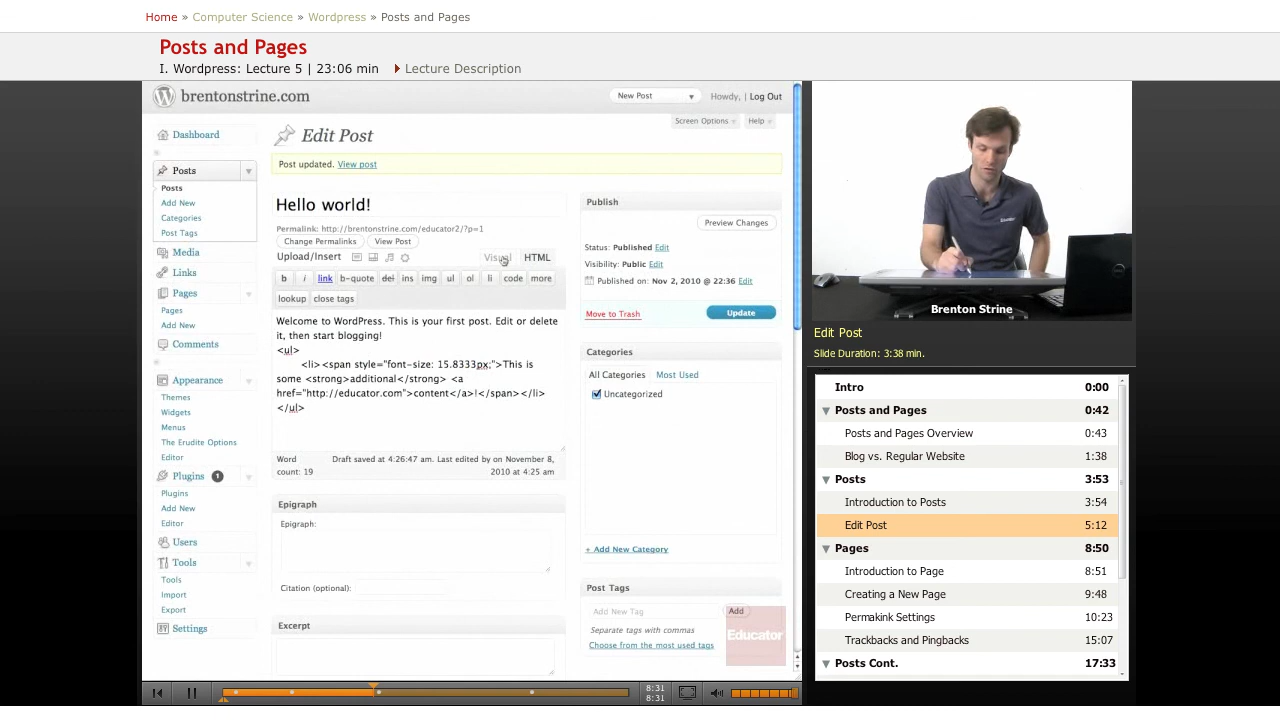 Home » Computer Science » Wordpress » Posts and Pages
Posts and Pages
I. Wordpress: Lecture 5 | 23:06 min Lecture Description
brentonstrine.com New Post Howdy, | Log Out
Screen Options Help
Dashboard
Posts
Posts
Add New
Categories
Post Tags
Media
Links
Pages
Pages
Add New
Comments
Appearance
Themes
Widgets
Menus
The Erudite Options
Editor
Plugins 1
Plugins
Add New
Editor
Users
Tools
Tools
Import
Export
Settings
Edit Post
Post updated. View post
Hello world!
Permalink: http://brentonstrine.com/educator2/?p=1
Change Permalinks View Post
Upload/Insert Visual HTML
b i link b-quote del ins img ul ol li code more
lookup close tags
Welcome to WordPress. This is your first post. Edit or delete
it, then start blogging!
<ul>
<li><span style="font-size: 15.8333px;">This is
some <strong>additional</strong> <a
href="http://educator.com">content</a>!</span></li>
</ul>
Word Draft saved at 4:26:47 am. Last edited by on November 8,
count: 19 2010 at 4:25 am
Epigraph
Epigraph:
Citation (optional):
Excerpt
Publish
Preview Changes
Status: Published Edit
Visibility: Public Edit
Published on: Nov 2, 2010 @ 22:36 Edit
Move to Trash Update
Categories
All Categories Most Used
Uncategorized
+ Add New Category
Post Tags
Add New Tag Add
Separate tags with commas
Choose from the most used tags
Educator
8:31
8:31
Brenton Strine
Edit Post
Slide Duration: 3:38 min.
Intro 0:00
Posts and Pages 0:42
Posts and Pages Overview 0:43
Blog vs. Regular Website 1:38
Posts 3:53
Introduction to Posts 3:54
Edit Post 5:12
Pages 8:50
Introduction to Page 8:51
Creating a New Page 9:48
Permakink Settings 10:23
Trackbacks and Pingbacks 15:07
Posts Cont. 17:33